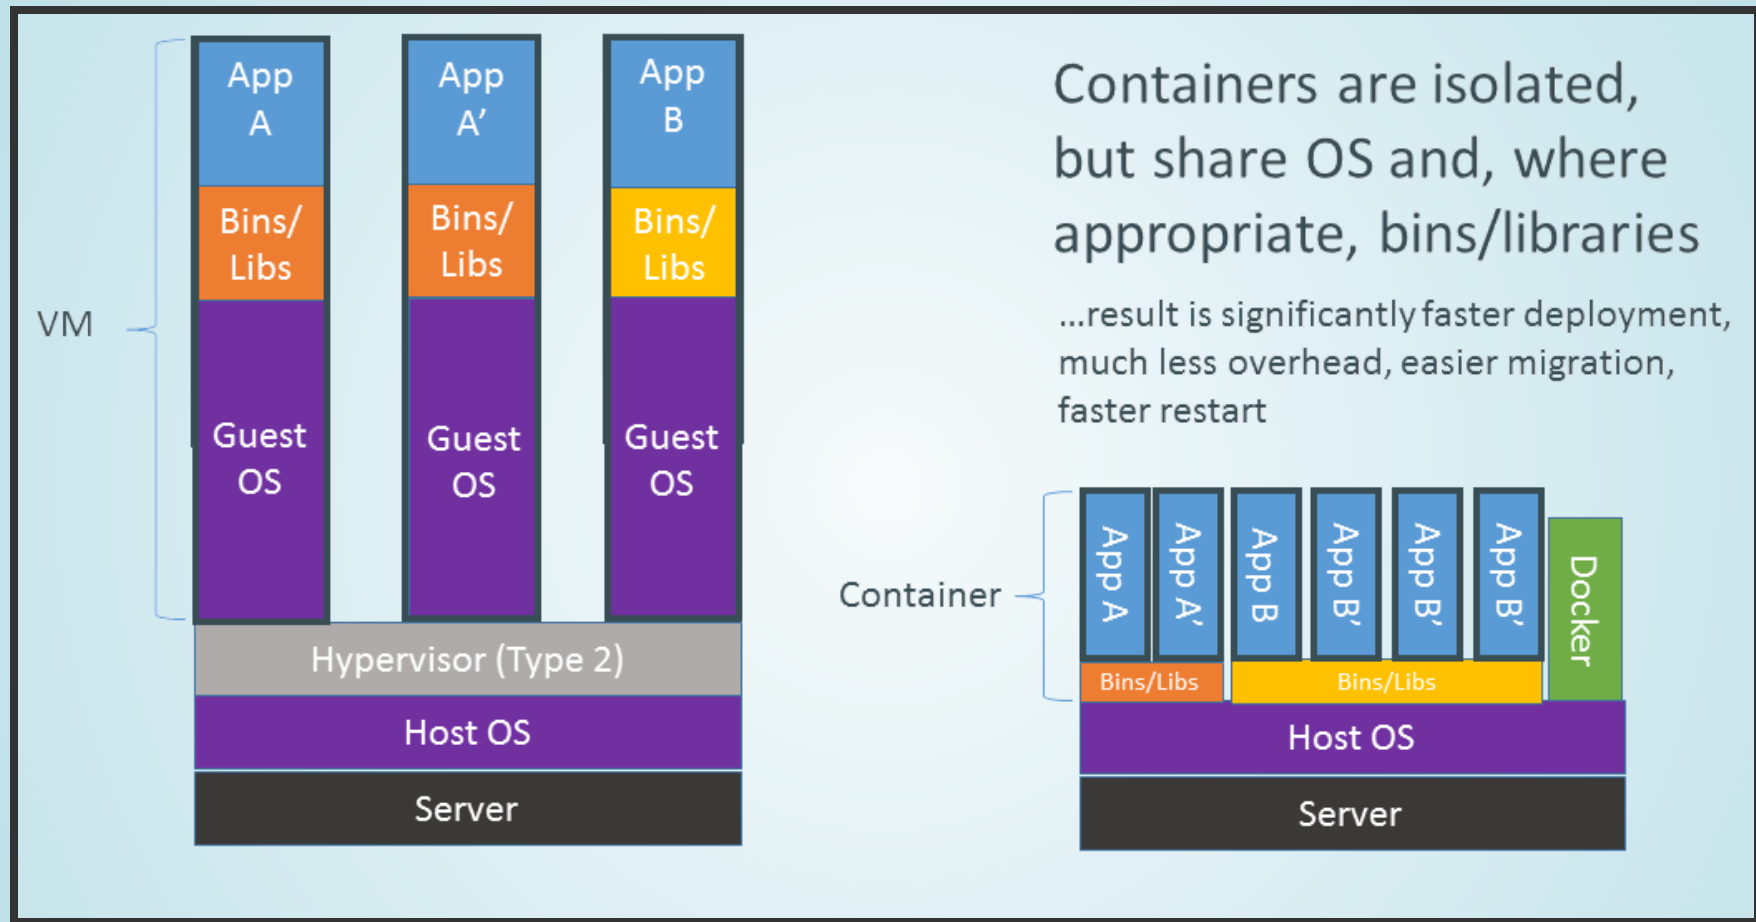 VM
App
A
Bins/
Libs
Guest
OS
App
A’
Bins/
Libs
Guest
OS
App
B
Bins/
Libs
Guest
OS
Hypervisor (Type 2)
Host OS
Server
Containers are isolated,
but share OS and, where
appropriate, bins/libraries
...result is significantly faster deployment,
much less overhead, easier migration,
faster restart
Container
App A
App A’
App B
App B’
App B’
App B’
Docker
Bins/Libs
Bins/Libs
Host OS
Server